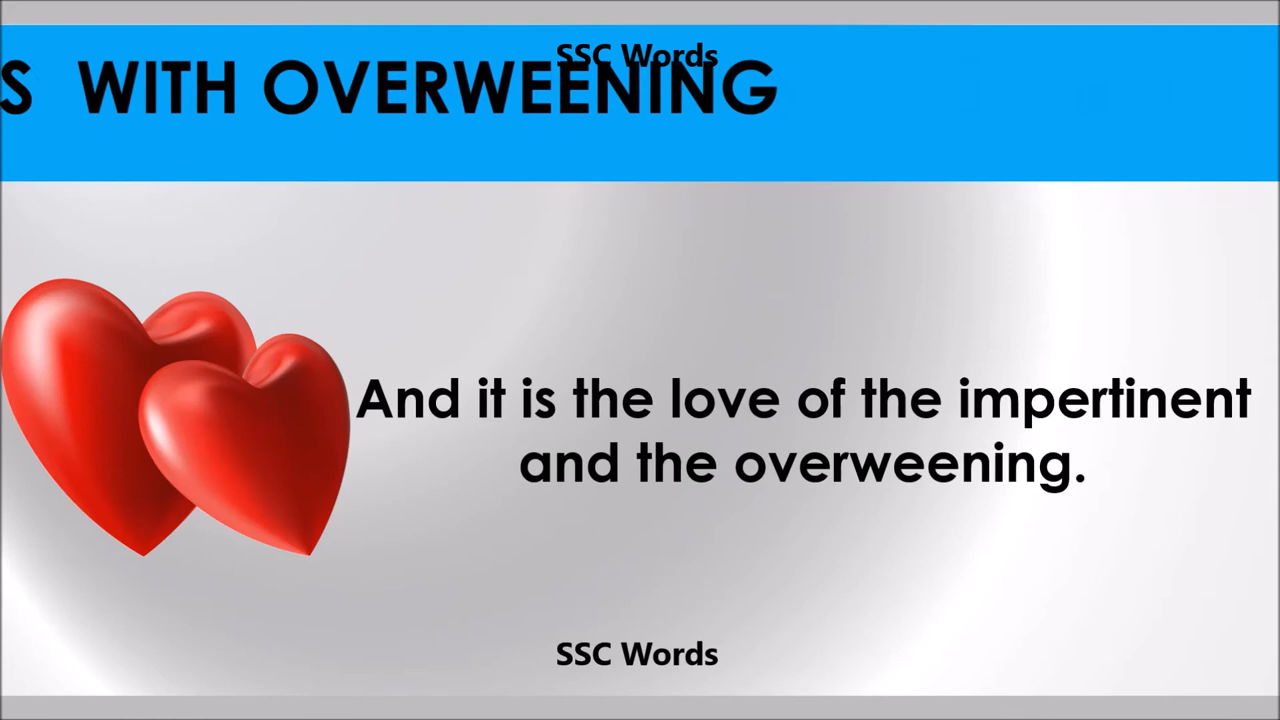 SSC Words
S WITH OVERWEENING
And it is the love of the impertinent
and the overweening.
SSC Words